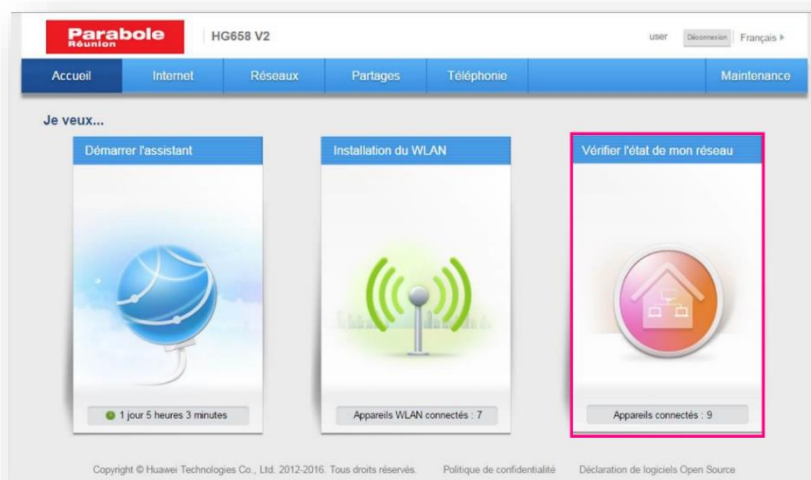 Parabole
Réunion
HG658 V2
user
Déconnexion
Français
Accueil
Internet
Réseaux
Partages
Téléphonie
Maintenance
Je veux...
Démarrer l'assistant
Installation du WLAN
Vérifier l'état de mon réseau
1 jour 5 heures 3 minutes
Appareils WLAN connectés : 7
Appareils connectés : 9
Copyright © Huawei Technologies Co., Ltd. 2012-2016. Tous droits réservés.
Politique de confidentialité
Déclaration de logiciels Open Source